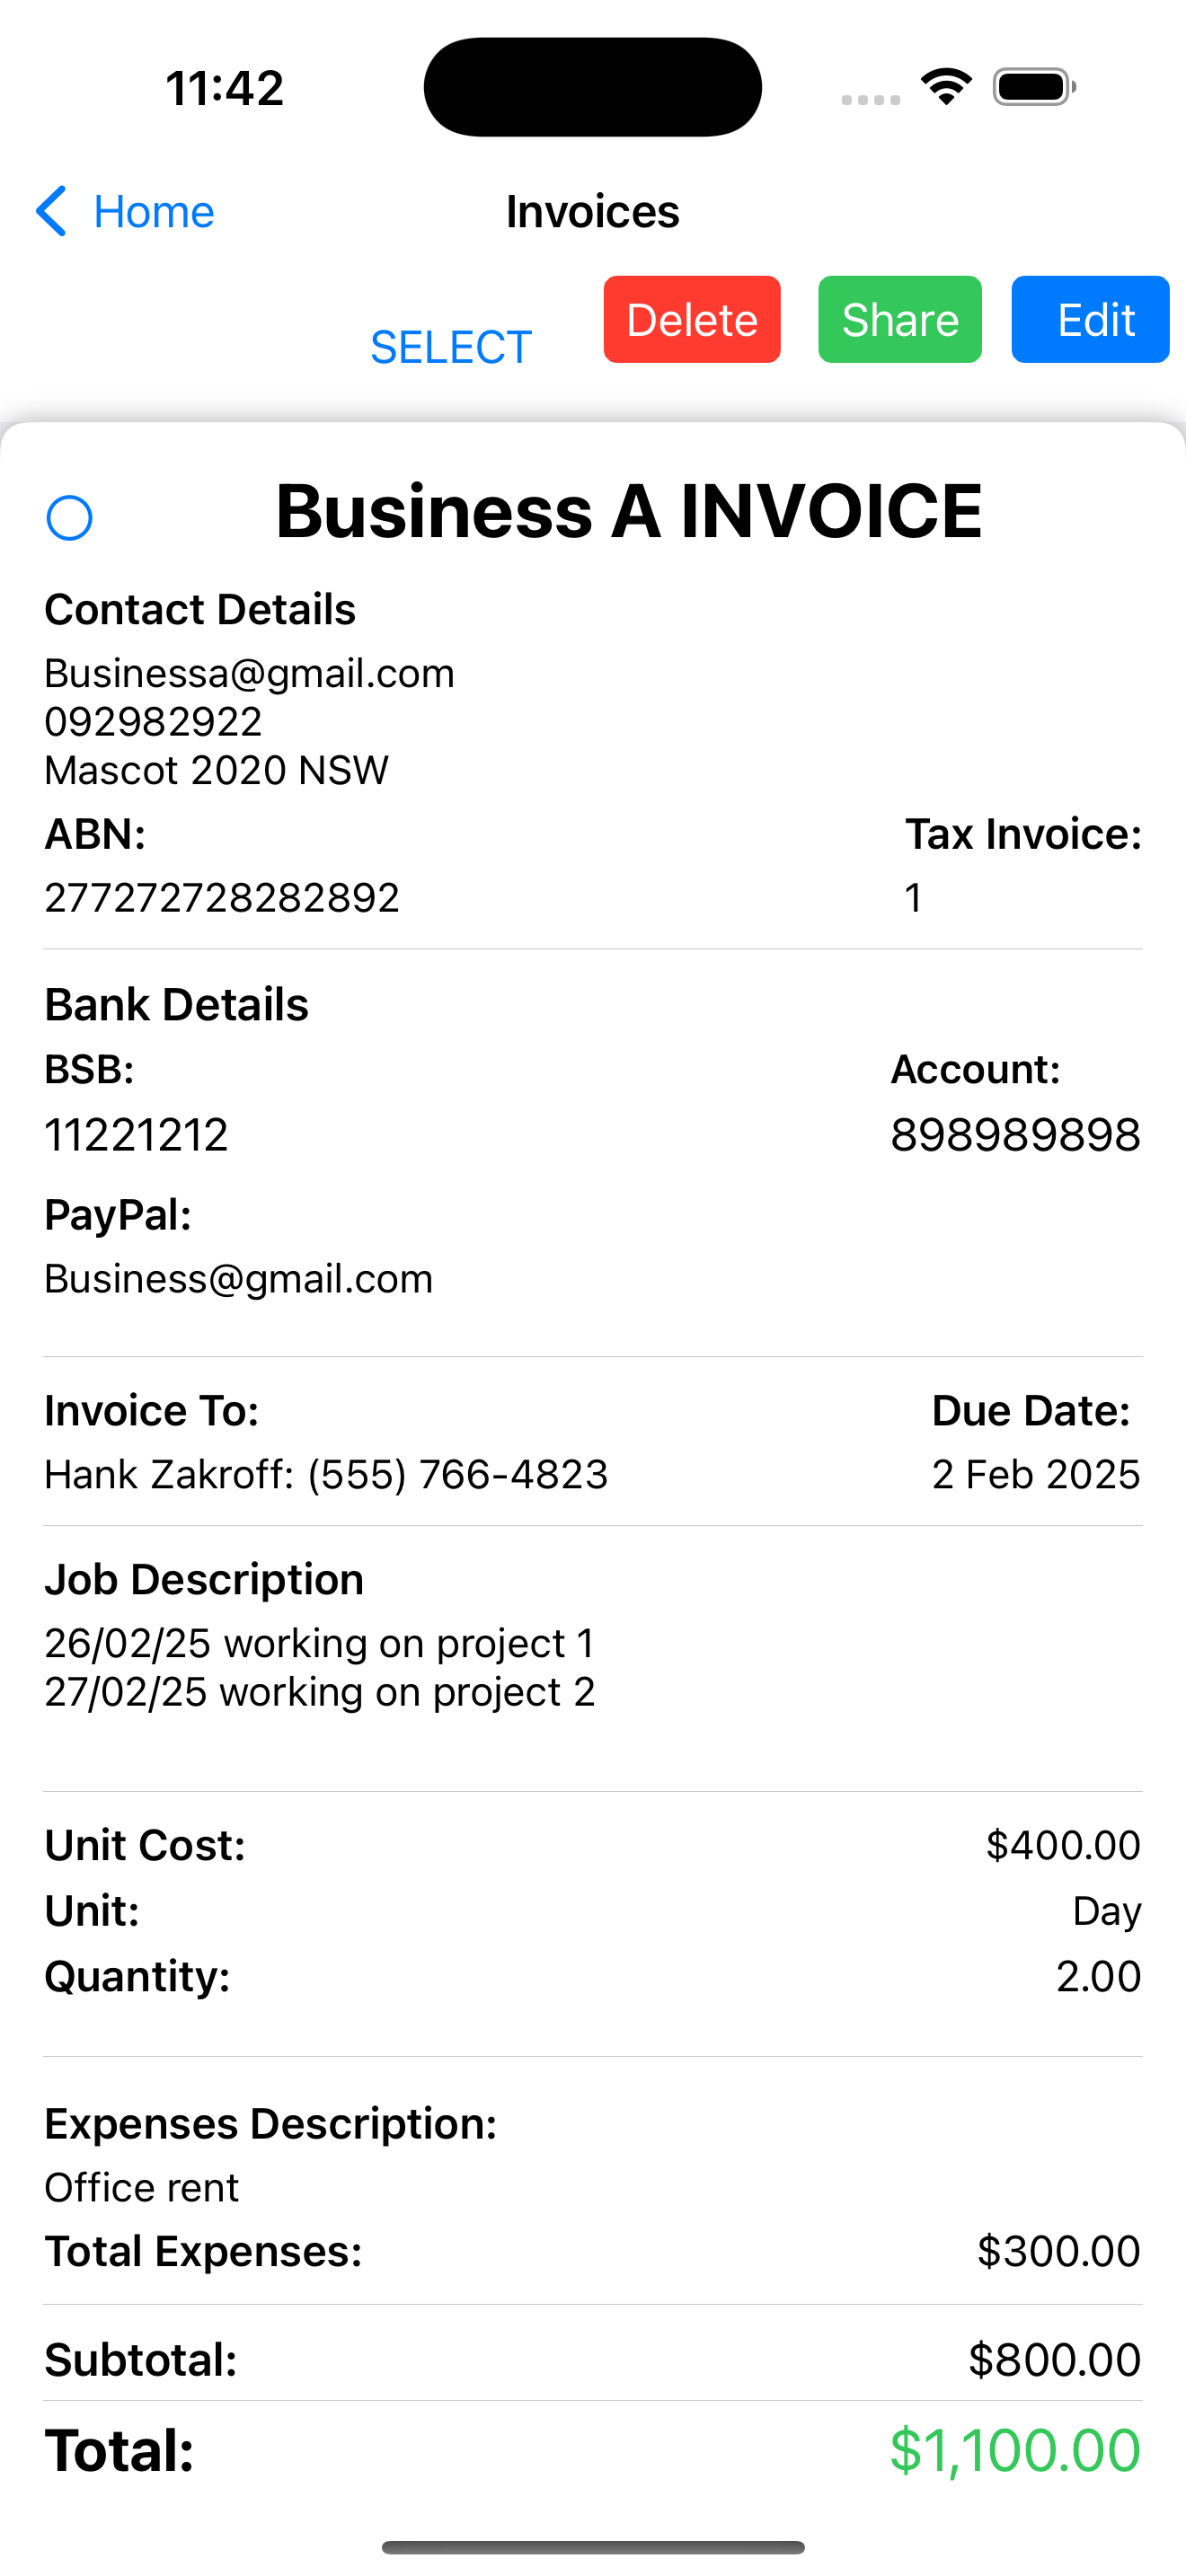 11:42
Home
Invoices
SELECT
Delete
Share
Edit
Business A INVOICE
Contact Details
Businessa@gmail.com
092982922
Mascot 2020 NSW
ABN:
Tax Invoice:
277272728282892
1
Bank Details
BSB:
Account:
11221212
898989898
PayPal:
Business@gmail.com
Invoice To:
Due Date:
Hank Zakroff: (555) 766-4823
2 Feb 2025
Job Description
26/02/25 working on project 1
27/02/25 working on project 2
Unit Cost:
$400.00
Unit:
Day
Quantity:
2.00
Expenses Description:
Office rent
Total Expenses:
$300.00
Subtotal:
$800.00
Total:
$1,100.00